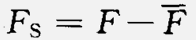 F_S = F − F̅